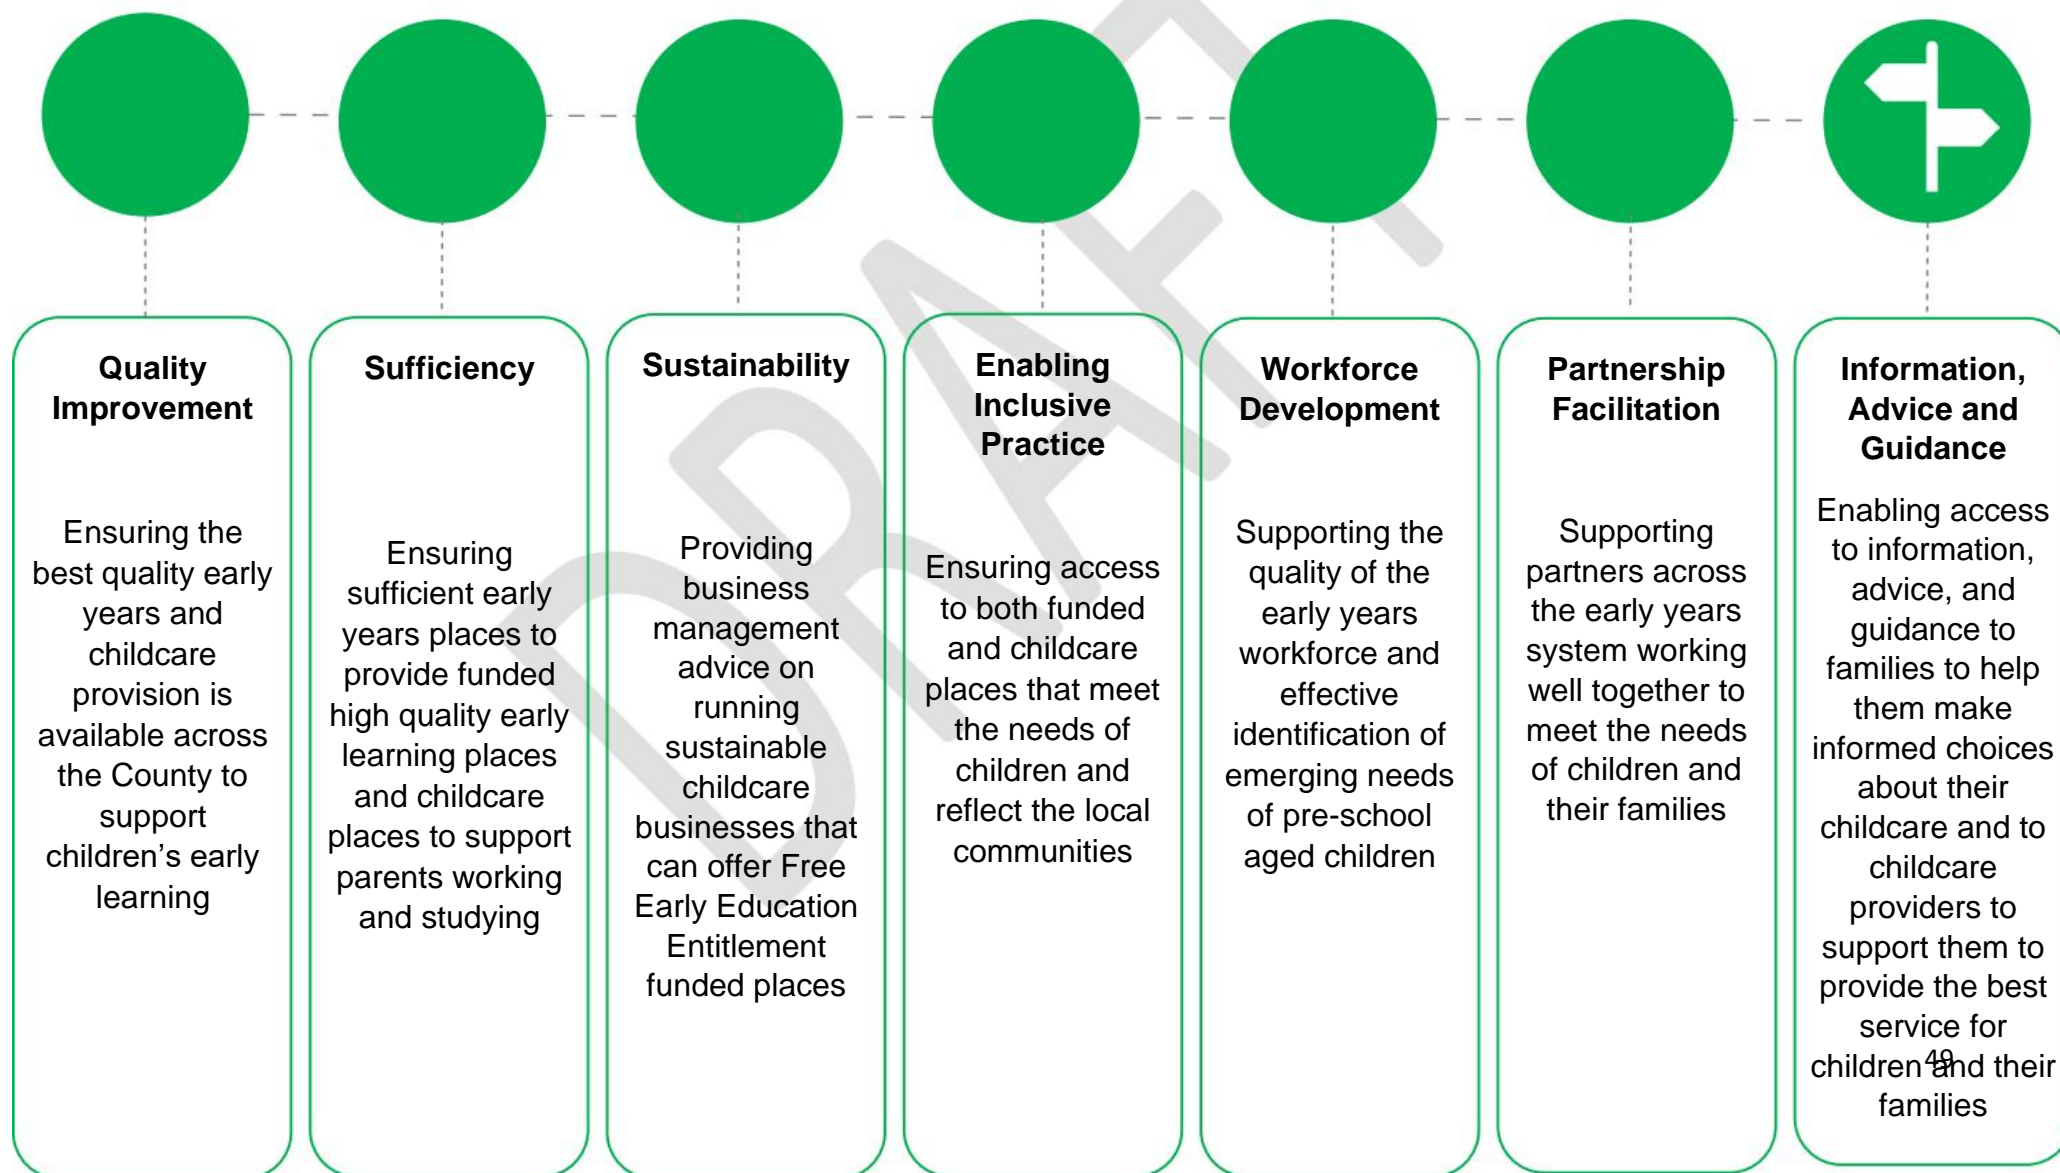 DRAFT
Quality
Improvement
Ensuring the
best quality early
years and
childcare
provision is
available across
the County to
support
children’s early
learning
Sufficiency
Ensuring
sufficient early
years places to
provide funded
high quality early
learning places
and childcare
places to support
parents working
and studying
Sustainability
Providing
business
management
advice on
running
sustainable
childcare
businesses that
can offer Free
Early Education
Entitlement
funded places
Enabling
Inclusive
Practice
Ensuring access
to both funded
and childcare
places that meet
the needs of
children and
reflect the local
communities
Workforce
Development
Supporting the
quality of the
early years
workforce and
effective
identification of
emerging needs
of pre-school
aged children
Partnership
Facilitation
Supporting
partners across
the early years
system working
well together to
meet the needs
of children and
their families
Information,
Advice and
Guidance
Enabling access
to information,
advice, and
guidance to
families to help
them make
informed choices
about their
childcare and to
childcare
providers to
support them to
provide the best
service for
children and their
families
49